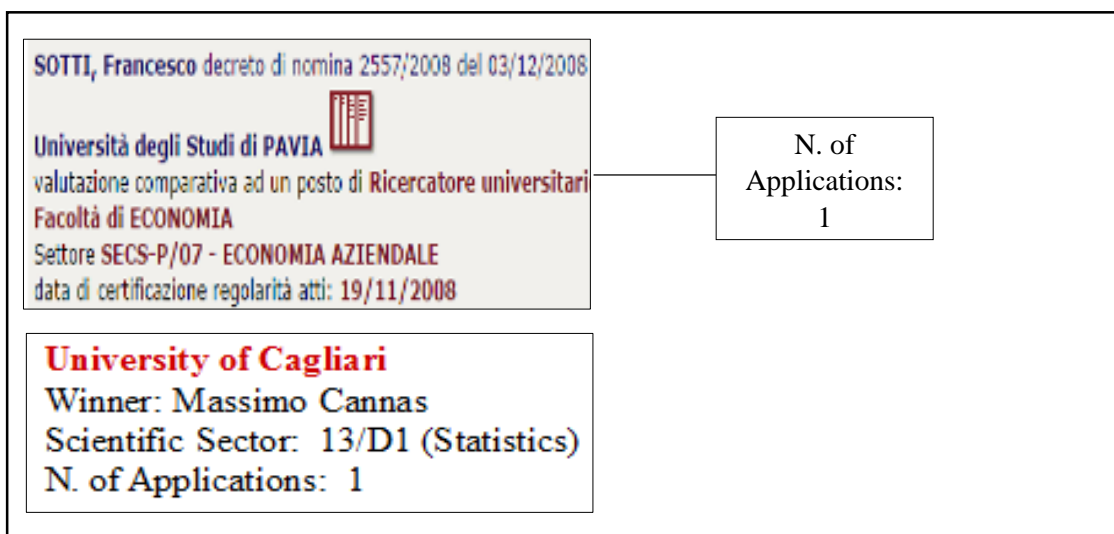 SOTTI, Francesco decreto di nomina 2557/2008 del 03/12/2008
Università degli Studi di PAVIA
valutazione comparativa ad un posto di Ricercatore universitari
Facoltà di ECONOMIA
Settore SECS-P/07 - ECONOMIA AZIENDALE
data di certificazione regolarità atti: 19/11/2008
N. of
Applications:
1
University of Cagliari
Winner: Massimo Cannas
Scientific Sector: 13/D1 (Statistics)
N. of Applications: 1